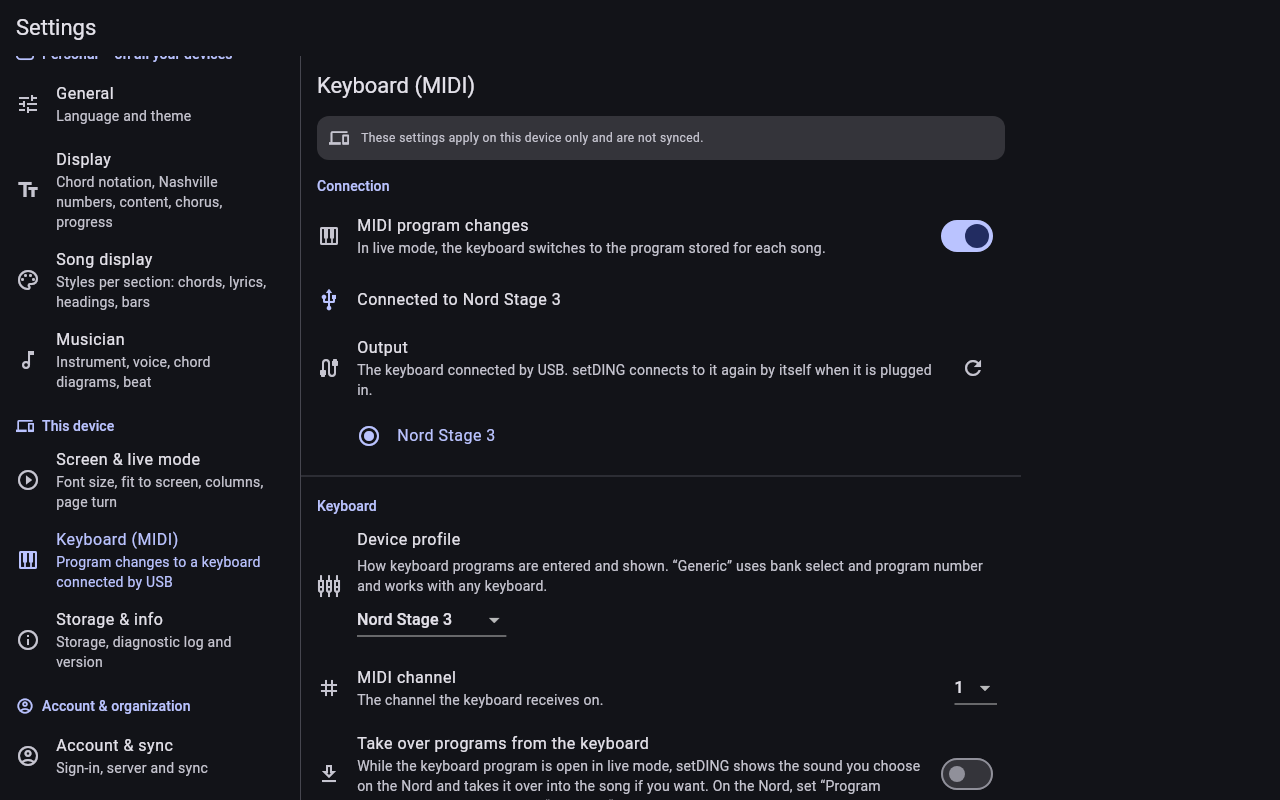 Settings
Personal – on all your devices
General
Language and theme
Display
Chord notation, Nashville
numbers, content, chorus,
progress
Song display
Styles per section: chords, lyrics,
headings, bars
Musician
Instrument, voice, chord
diagrams, beat
This device
Screen & live mode
Font size, fit to screen, columns,
page turn
Keyboard (MIDI)
Program changes to a keyboard
connected by USB
Storage & info
Storage, diagnostic log and
version
Account & organization
Account & sync
Sign-in, server and sync
Keyboard (MIDI)
These settings apply on this device only and are not synced.
Connection
MIDI program changes
In live mode, the keyboard switches to the program stored for each song.
Connected to Nord Stage 3
Output
The keyboard connected by USB. setDING connects to it again by itself when it is plugged
in.
Nord Stage 3
Keyboard
Device profile
How keyboard programs are entered and shown. “Generic” uses bank select and program number
and works with any keyboard.
Nord Stage 3
MIDI channel
The channel the keyboard receives on.
1
Take over programs from the keyboard
While the keyboard program is open in live mode, setDING shows the sound you choose
on the Nord and takes it over into the song if you want. On the Nord, set “Program